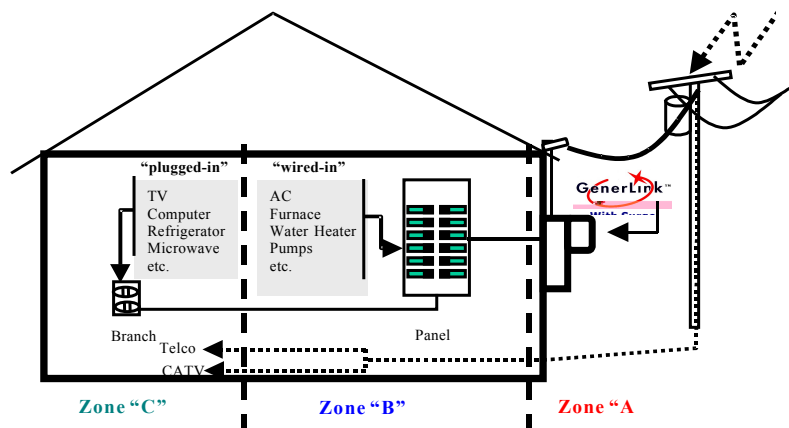 “plugged-in”
“wired-in”
TV
Computer
Refrigerator
Microwave
etc.
AC
Furnace
Water Heater
Pumps
etc.
GenerLink™
Branch
Panel
Telco
CATV
Zone “C”
Zone “B”
Zone “A